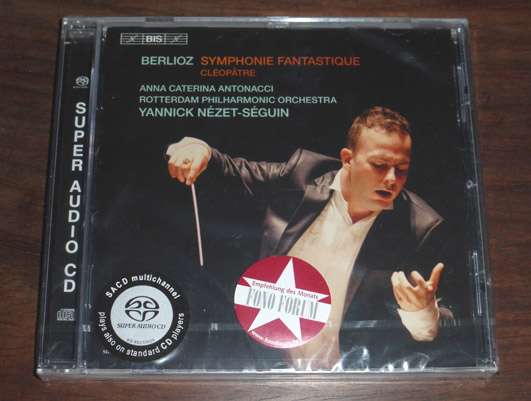 BIS
BERLIOZ SYMPHONIE FANTASTIQUE
CLÉOPÂTRE
ANNA CATERINA ANTONACCI
ROTTERDAM PHILHARMONIC ORCHESTRA
YANNICK NÉZET-SÉGUIN
SUPER AUDIO CD
SACD multichannel
SUPER AUDIO CD
plays also on standard CD players
Empfehlung des Monats
FONO FORUM